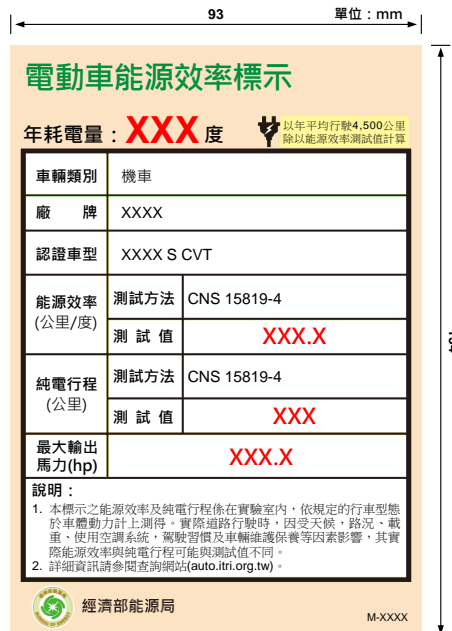 93 單位：mm
電動車能源效率標示
年耗電量：XXX 度
以年平均行駛4,500公里
除以能源效率測試值計算
車輛類別 機車
廠 牌 XXXX
認證車型 XXXX S CVT
能源效率
(公里/度)
測試方法 CNS 15819-4
測 試 值 XXX.X
純電行程
(公里)
測試方法 CNS 15819-4
測 試 值 XXX
最大輸出
馬力(hp)
XXX.X
說明：
1. 本標示之能源效率及純電行程係在實驗室內，依規定的行車型態
於車體動力計上測得。實際道路行駛時，因受天候，路況、載
重、使用空調系統，駕駛習慣及車輛維護保養等因素影響，其實
際能源效率與純電行程可能與測試值不同。
2. 詳細資訊請參閱查詢網站(auto.itri.org.tw)。
經濟部能源局
M-XXXX